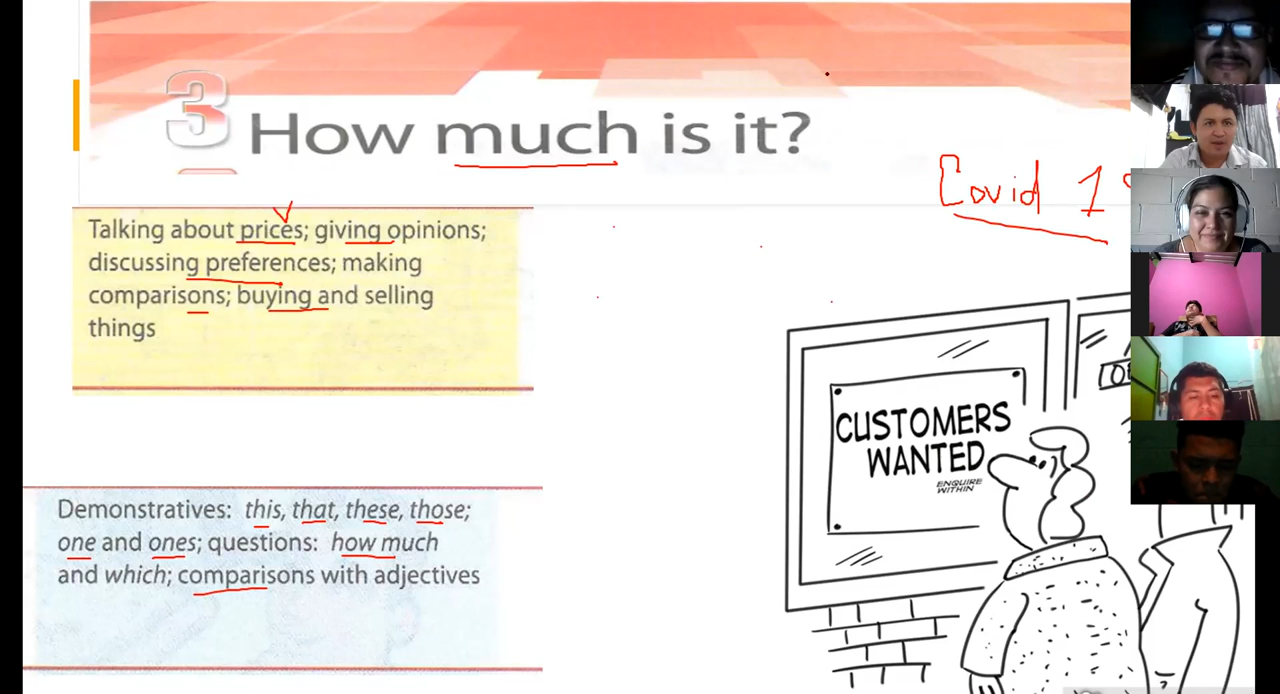 3 How much is it?
Covid 1
Talking about prices; giving opinions;
discussing preferences; making
comparisons; buying and selling
things
CUSTOMERS
WANTED
ENQUIRE
WITHIN
Demonstratives: this, that, these, those;
one and ones; questions: how much
and which; comparisons with adjectives